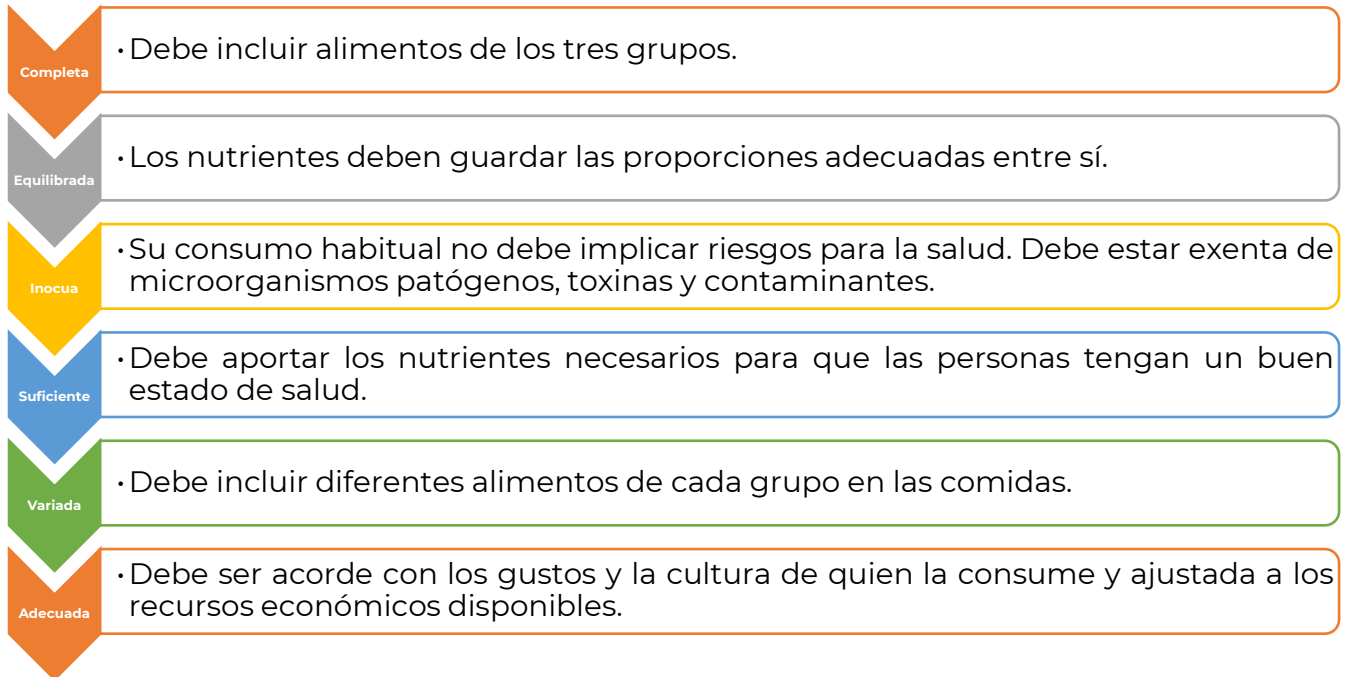 Completa
· Debe incluir alimentos de los tres grupos.
Equilibrada
· Los nutrientes deben guardar las proporciones adecuadas entre sí.
Inocua
· Su consumo habitual no debe implicar riesgos para la salud. Debe estar exenta de
microorganismos patógenos, toxinas y contaminantes.
Suficiente
· Debe aportar los nutrientes necesarios para que las personas tengan un buen
estado de salud.
Variada
· Debe incluir diferentes alimentos de cada grupo en las comidas.
Adecuada
· Debe ser acorde con los gustos y la cultura de quien la consume y ajustada a los
recursos económicos disponibles.